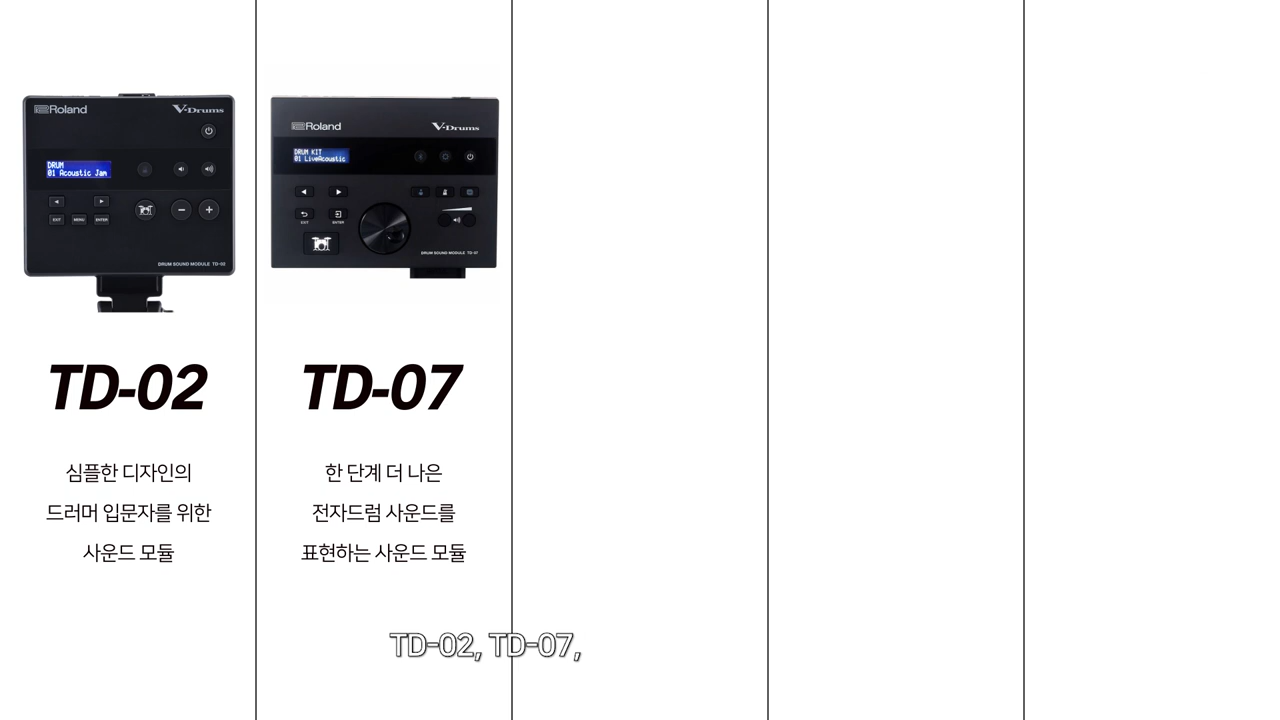 Roland
V-Drums
DRUM
01 Acoustic Jam
EXIT
MENU
ENTER
DRUM SOUND MODULE TD-02
Roland
V-Drums
DRUM KIT
01 LiveAcoustic
EXIT
ENTER
DRUM SOUND MODULE TD-07
TD-02
심플한 디자인의
드러머 입문자를 위한
사운드 모듈
TD-07
한 단계 더 나은
전자드럼 사운드를
표현하는 사운드 모듈
TD-02, TD-07,